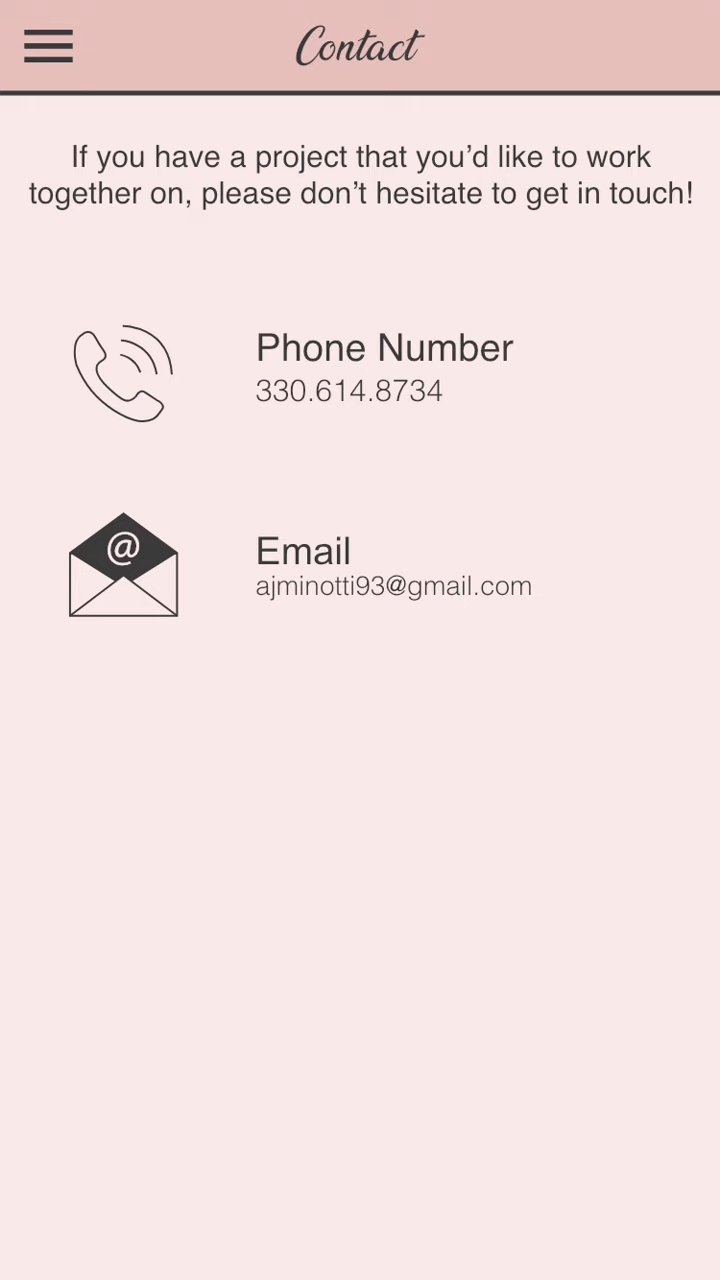 Contact
If you have a project that you’d like to work
together on, please don’t hesitate to get in touch!
Phone Number
330.614.8734
@
Email
ajminotti93@gmail.com